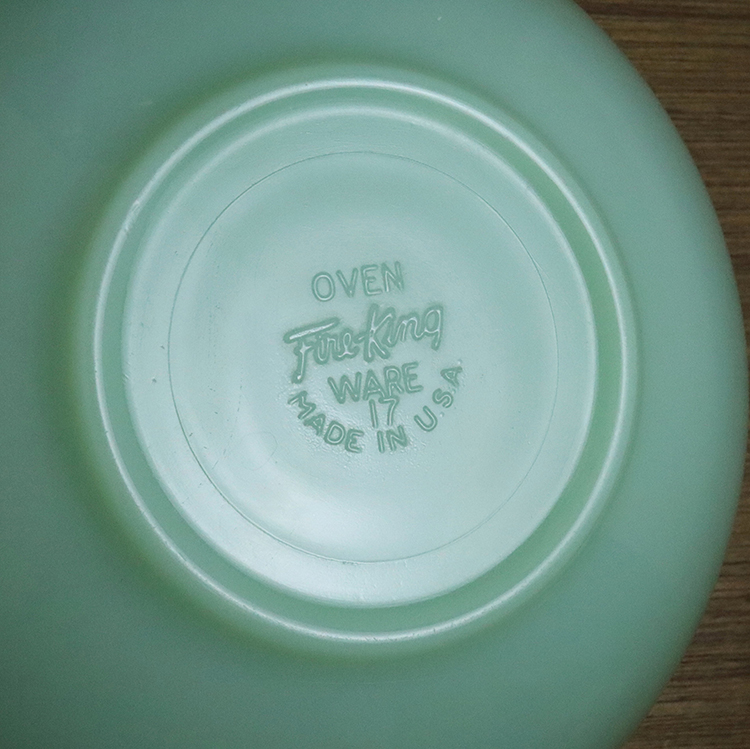 OVEN
Fire-King
WARE
17
MADE IN U.S.A.